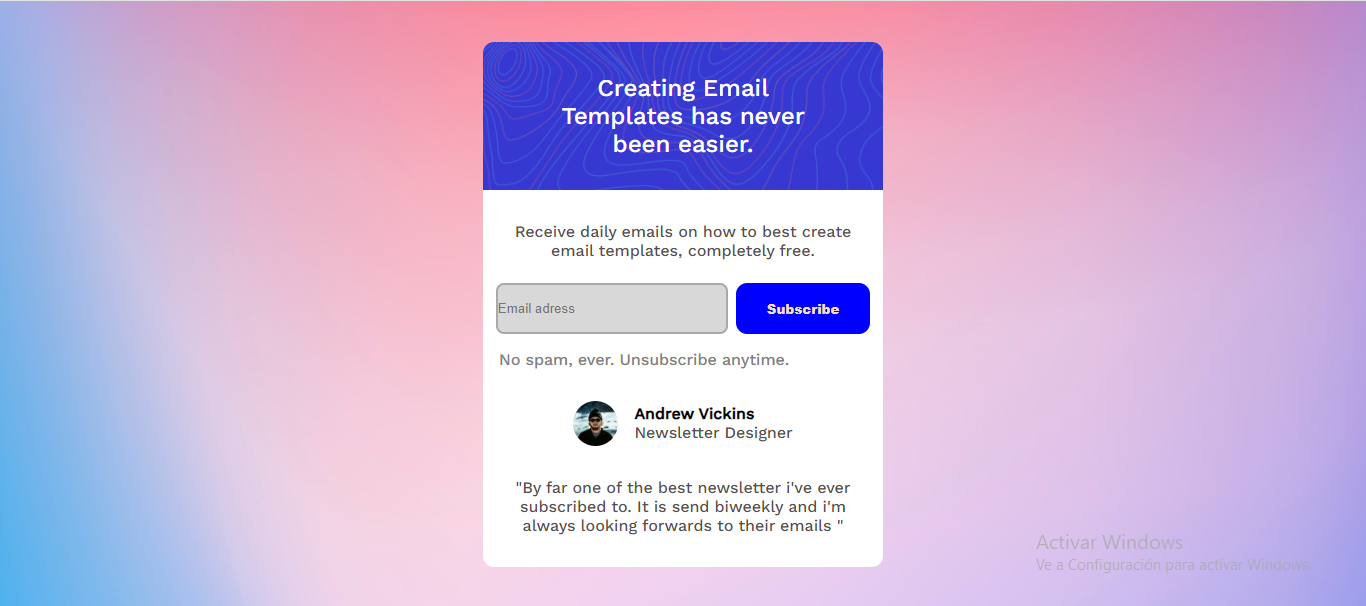 Creating Email
Templates has never
been easier.
Receive daily emails on how to best create
email templates, completely free.
Email adress
Subscribe
No spam, ever. Unsubscribe anytime.
Andrew Vickins
Newsletter Designer
"By far one of the best newsletter i've ever
subscribed to. It is send biweekly and i'm
always looking forwards to their emails "
Activar Windows
Ve a Configuración para activar Windows.